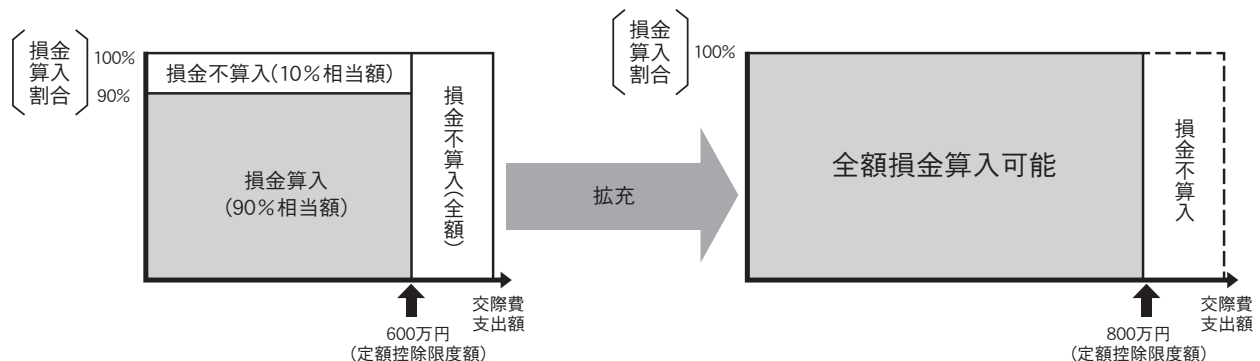 損金
算入
割合
100%
90%
損金不算入(10%相当額)
損金算入
(90%相当額)
損金不算入(全額)
600万円
(定額控除限度額)
交際費
支出額
拡充
損金
算入
割合
100%
全額損金算入可能
損金不算入
800万円
(定額控除限度額)
交際費
支出額